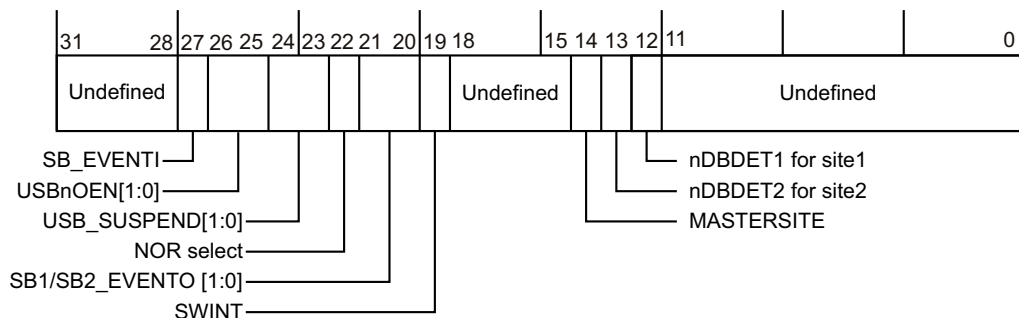 31 28 27 26 25 24 23 22 21 20 19 18 15 14 13 12 11 0
Undefined Undefined Undefined
SB_EVENTI nDBDET1 for site1
USBnOEN[1:0] nDBDET2 for site2
USB_SUSPEND[1:0] MASTERSITE
NOR select
SB1/SB2_EVENTO [1:0]
SWINT